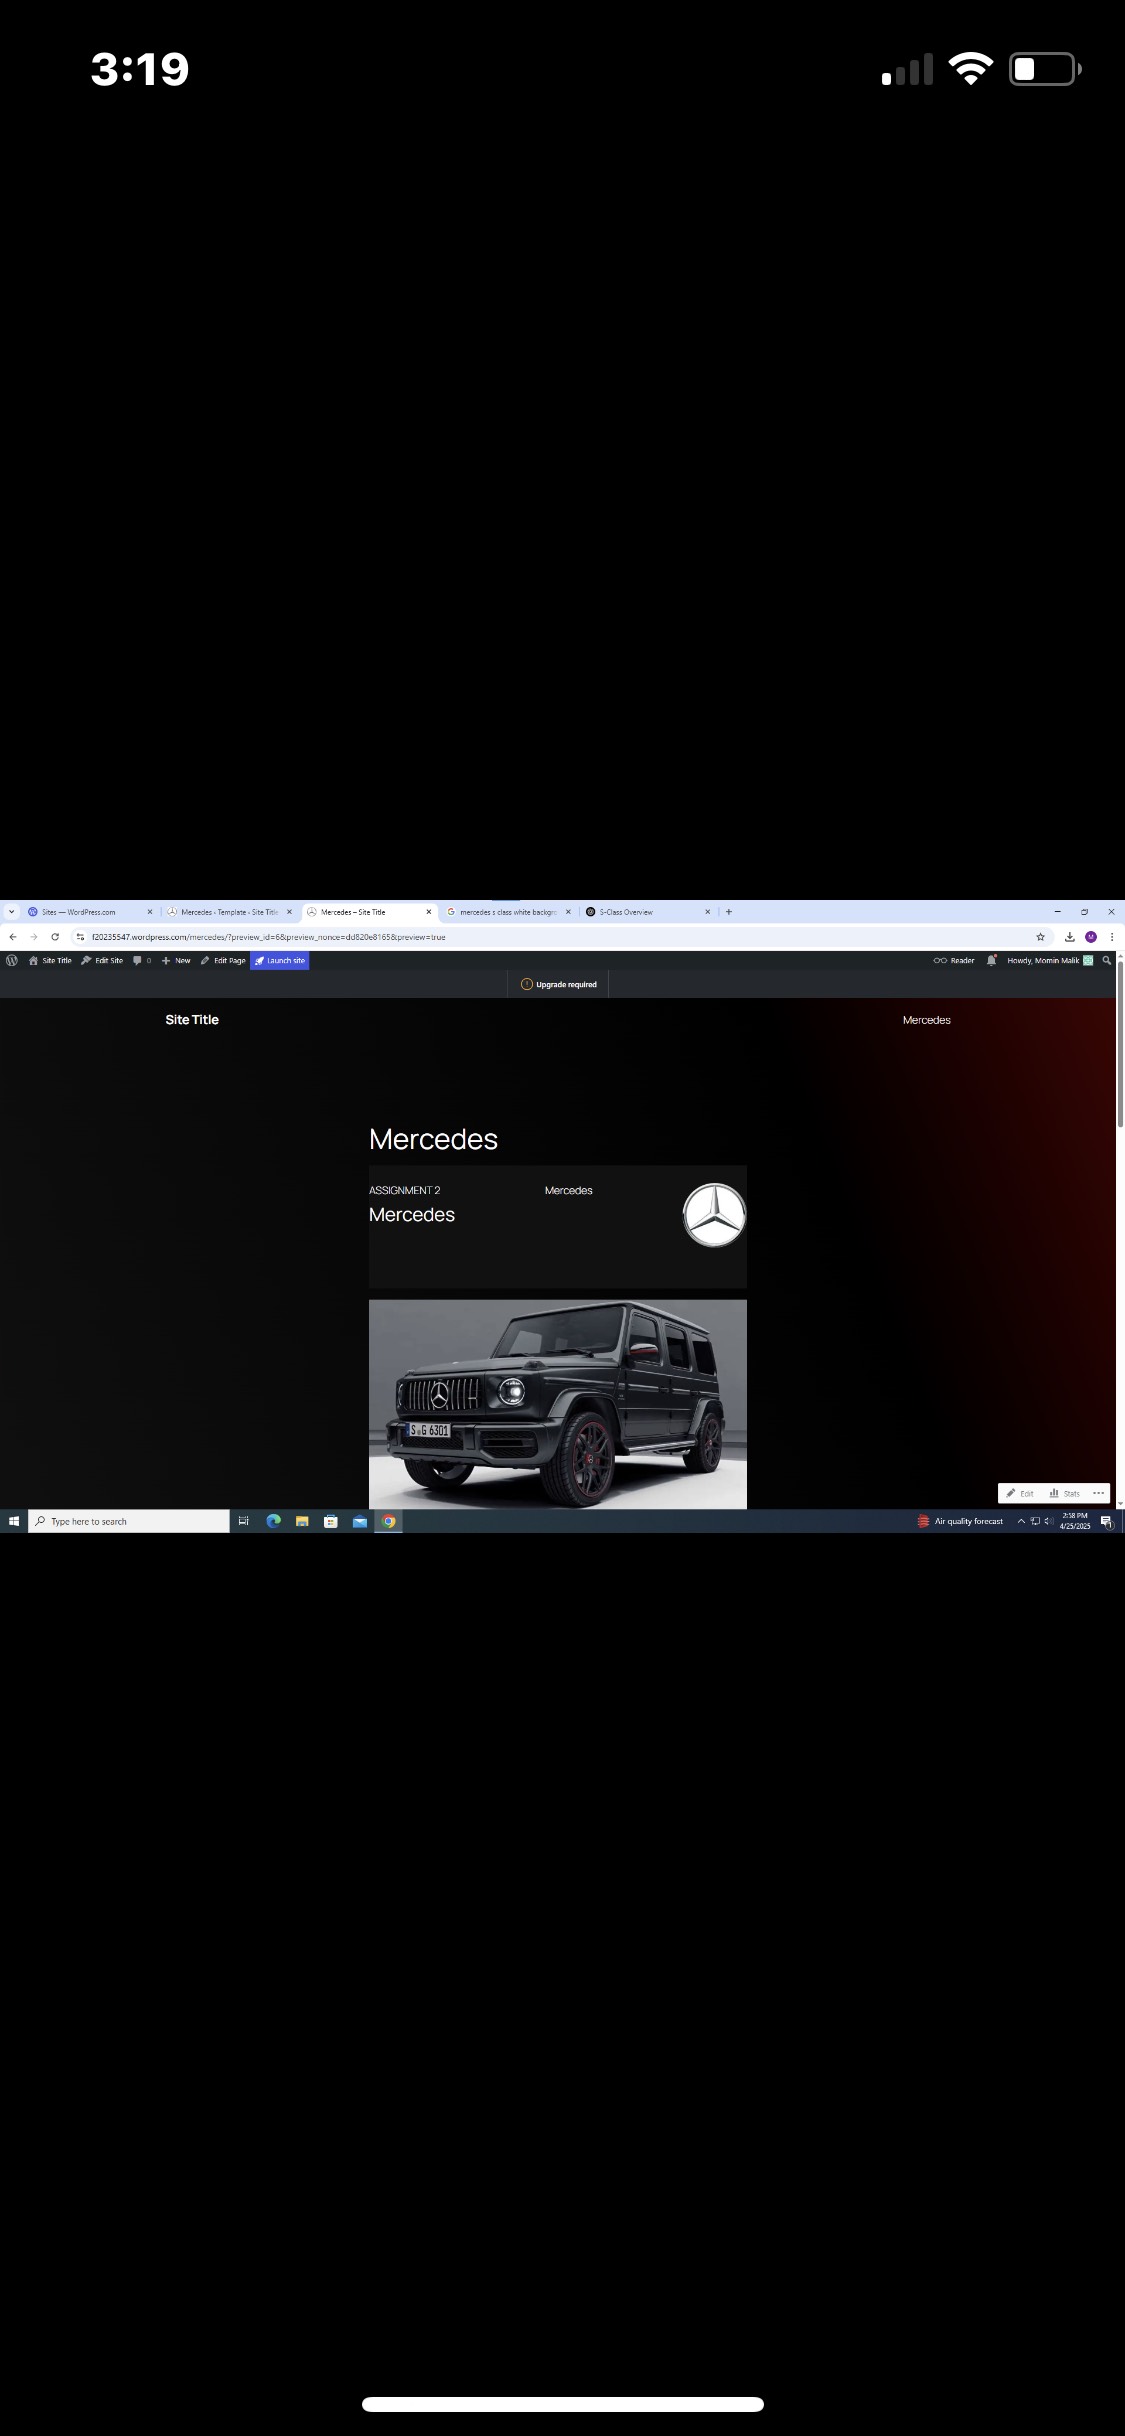 3:19
Sites — WordPress.com
Mercedes ‹ Template ‹ Site Title
Mercedes – Site Title
mercedes s class white backgro
S-Class Overview
f20235547.wordpress.com/mercedes/?preview_id=6&preview_nonce=dd820e8165&preview=true
Site Title Edit Site 0 New Edit Page Launch site Reader Howdy, Momin Malik
Upgrade required
Site Title
Mercedes
Mercedes
ASSIGNMENT 2
Mercedes
Mercedes
S G 6301
Edit Stats
Type here to search
Air quality forecast
2:58 PM
4/25/2025